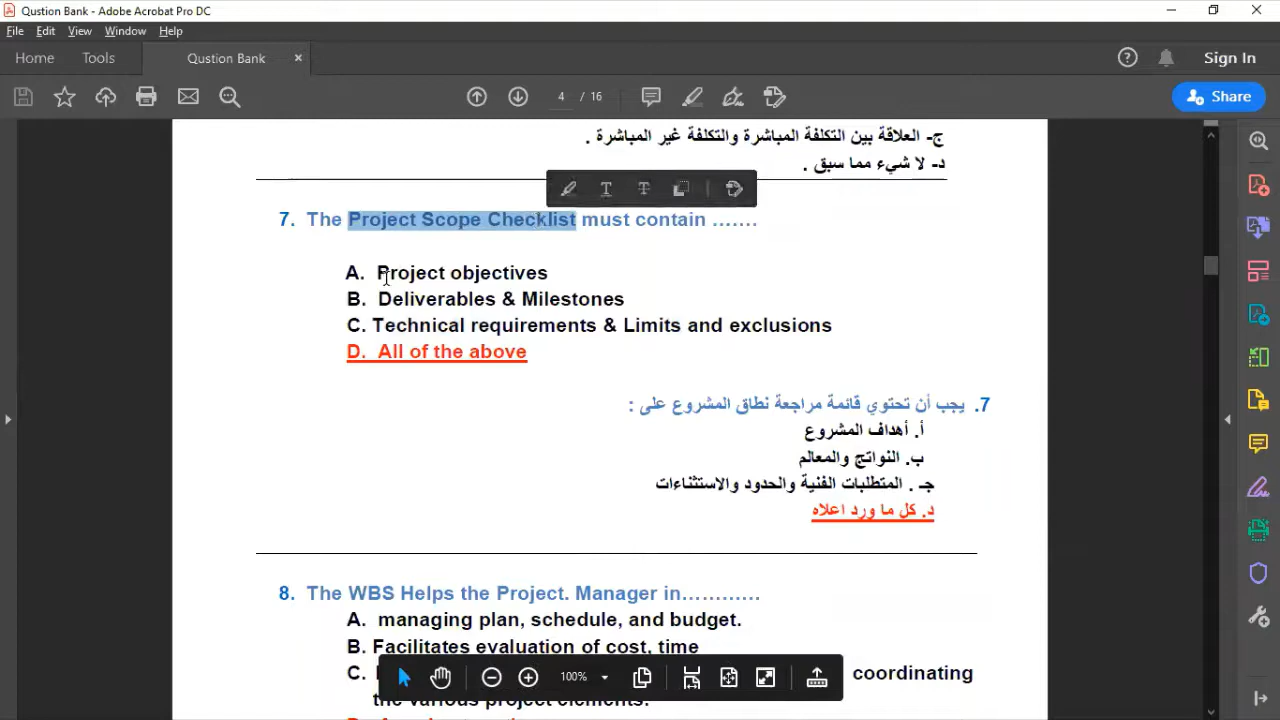 Qustion Bank - Adobe Acrobat Pro DC
File Edit View Window Help
Home Tools Qustion Bank × Sign In
4 / 16 Share
ج- العلاقة بين التكلفة المباشرة والتكلفة غير المباشرة .
د- لا شيء مما سبق .
7. The Project Scope Checklist must contain …….
A. Project objectives
B. Deliverables & Milestones
C. Technical requirements & Limits and exclusions
D. All of the above
7. يجب أن تحتوي قائمة مراجعة نطاق المشروع على :
أ. أهداف المشروع
ب. النواتج والمعالم
جـ . المتطلبات الفنية والحدود والاستثناءات
د. كل ما ورد اعلاه
8. The WBS Helps the Project. Manager in…………
A. managing plan, schedule, and budget.
B. Facilitates evaluation of cost, time
C. coordinating
the various project elements.
100%